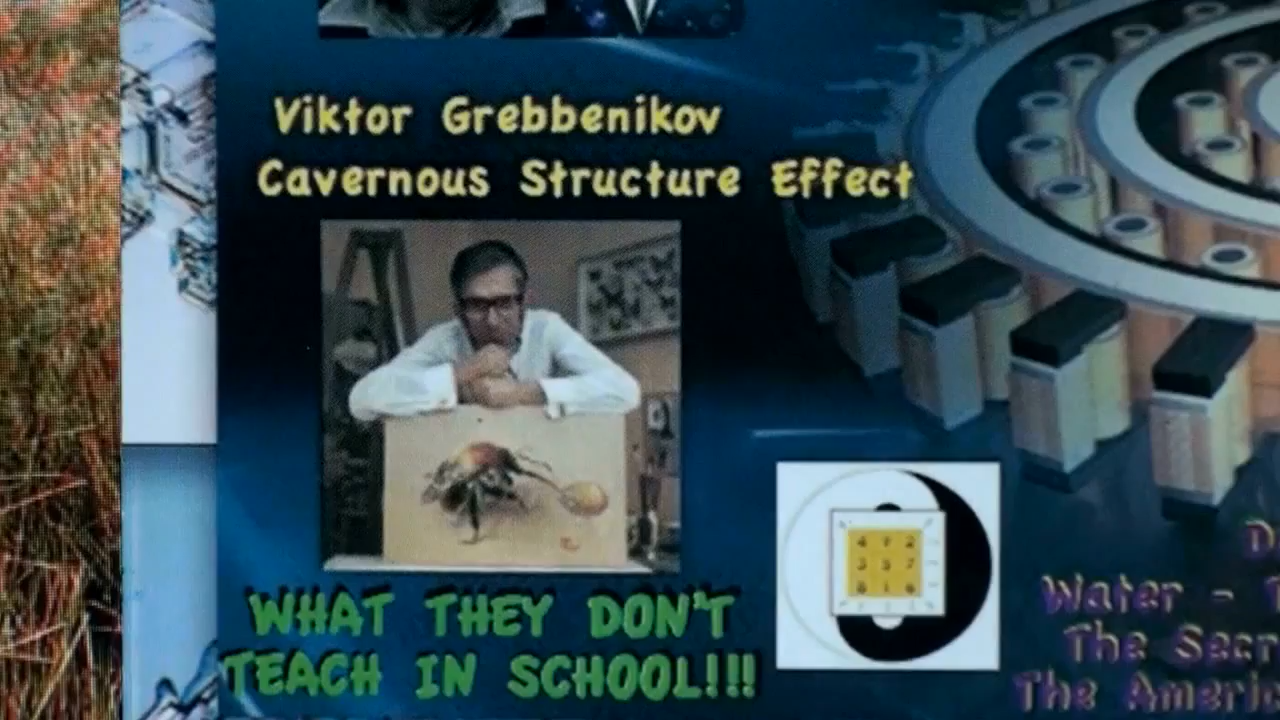 Viktor Grebbenikov
Cavernous Structure Effect
4 9 2
3 5 7
8 1 6
WHAT THEY DON'T
TEACH IN SCHOOL!!!
Water -
The
The